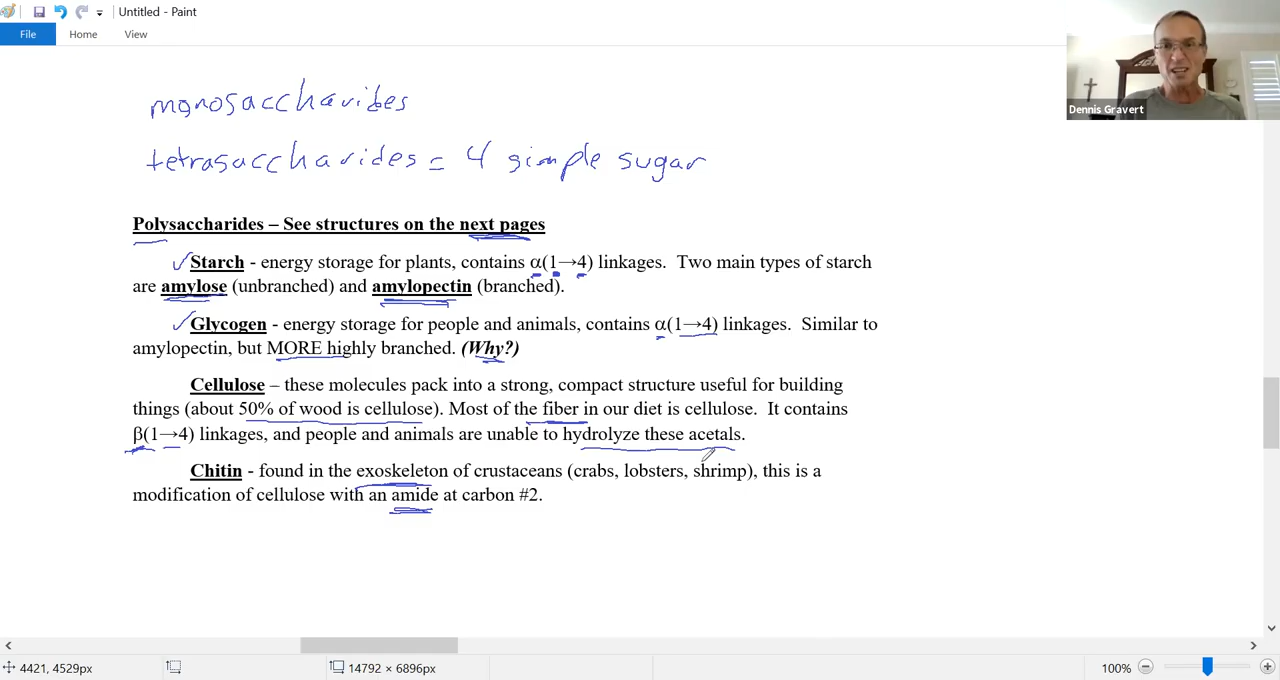 Untitled - Paint
File Home View
Dennis Gravert
monosaccharides
tetrasaccharides = 4 simple sugar
Polysaccharides – See structures on the next pages
Starch - energy storage for plants, contains α(1→4) linkages. Two main types of starch
are amylose (unbranched) and amylopectin (branched).
Glycogen - energy storage for people and animals, contains α(1→4) linkages. Similar to
amylopectin, but MORE highly branched. (Why?)
Cellulose – these molecules pack into a strong, compact structure useful for building
things (about 50% of wood is cellulose). Most of the fiber in our diet is cellulose. It contains
β(1→4) linkages, and people and animals are unable to hydrolyze these acetals.
Chitin - found in the exoskeleton of crustaceans (crabs, lobsters, shrimp), this is a
modification of cellulose with an amide at carbon #2.
4421, 4529px 14792 × 6896px 100%